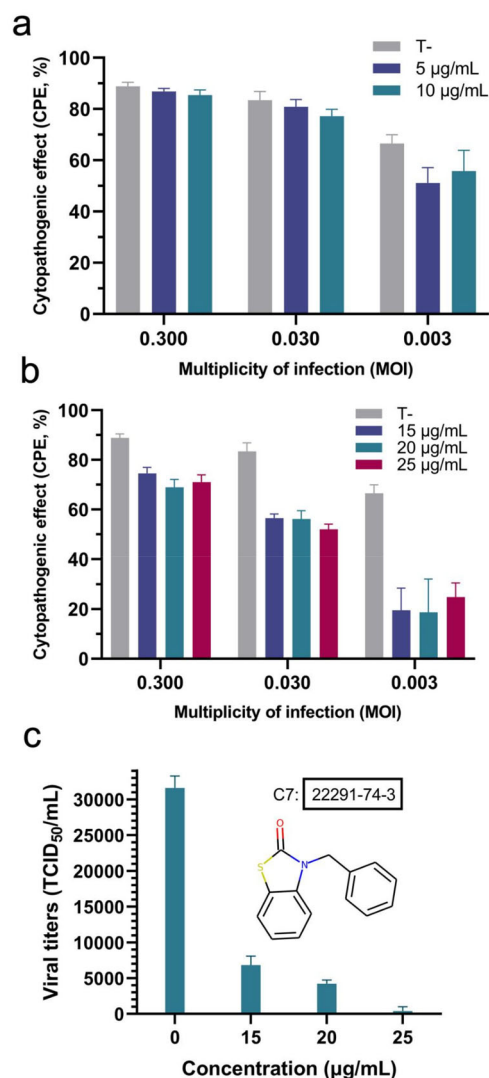 a
T-
5 µg/mL
10 µg/mL
Cytopathogenic effect (CPE, %)
100
80
60
40
20
0
0.300 0.030 0.003
Multiplicity of infection (MOI)
b
T-
15 µg/mL
20 µg/mL
25 µg/mL
Cytopathogenic effect (CPE, %)
100
80
60
40
20
0
0.300 0.030 0.003
Multiplicity of infection (MOI)
c
C7: 22291-74-3
O
S N
Viral titers (TCID50/mL)
30000
25000
20000
15000
10000
5000
0
0 15 20 25
Concentration (µg/mL)